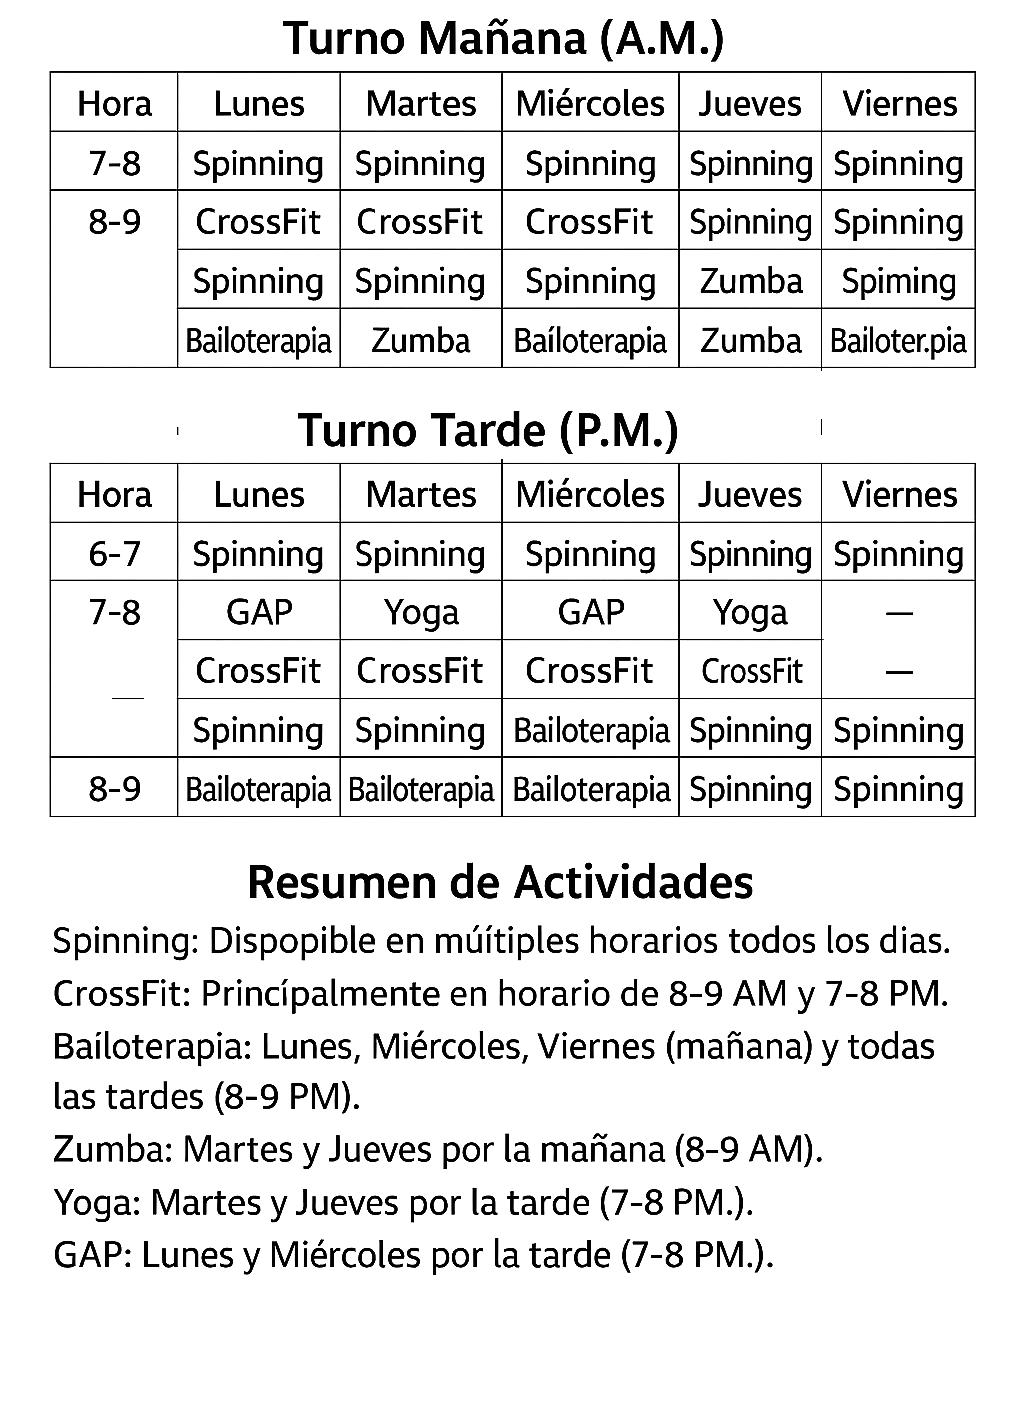 Turno Mañana (A.M.)
Hora Lunes Martes Miércoles Jueves Viernes
7-8 Spinning Spinning Spinning Spinning Spinning
8-9 CrossFit CrossFit CrossFit Spinning Spinning
Spinning Spinning Spinning Zumba Spiming
Bailoterapia Zumba Baíloterapia Zumba Bailoter.pia
Turno Tarde (P.M.)
Hora Lunes Martes Miércoles Jueves Viernes
6-7 Spinning Spinning Spinning Spinning Spinning
7-8 GAP Yoga GAP Yoga —
CrossFit CrossFit CrossFit CrossFit —
— Spinning Spinning Bailoterapia Spinning Spinning
8-9 Bailoterapia Bailoterapia Bailoterapia Spinning Spinning
Resumen de Actividades
Spinning: Dispopible en múítiples horarios todos los dias.
CrossFit: Princípalmente en horario de 8-9 AM y 7-8 PM.
Baíloterapia: Lunes, Miércoles, Viernes (mañana) y todas
las tardes (8-9 PM).
Zumba: Martes y Jueves por la mañana (8-9 AM).
Yoga: Martes y Jueves por la tarde (7-8 PM.).
GAP: Lunes y Miércoles por la tarde (7-8 PM.).